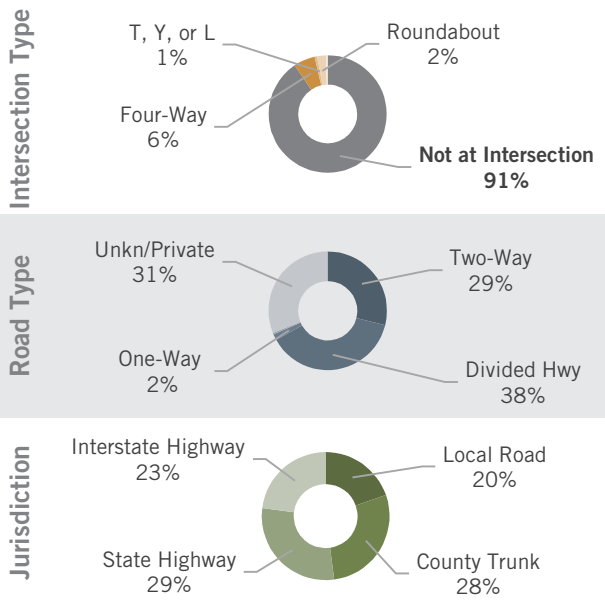 Intersection Type
T, Y, or L
1%
Roundabout
2%
Four-Way
6%
Not at Intersection
91%
Road Type
Unkn/Private
31%
Two-Way
29%
One-Way
2%
Divided Hwy
38%
Jurisdiction
Interstate Highway
23%
Local Road
20%
State Highway
29%
County Trunk
28%